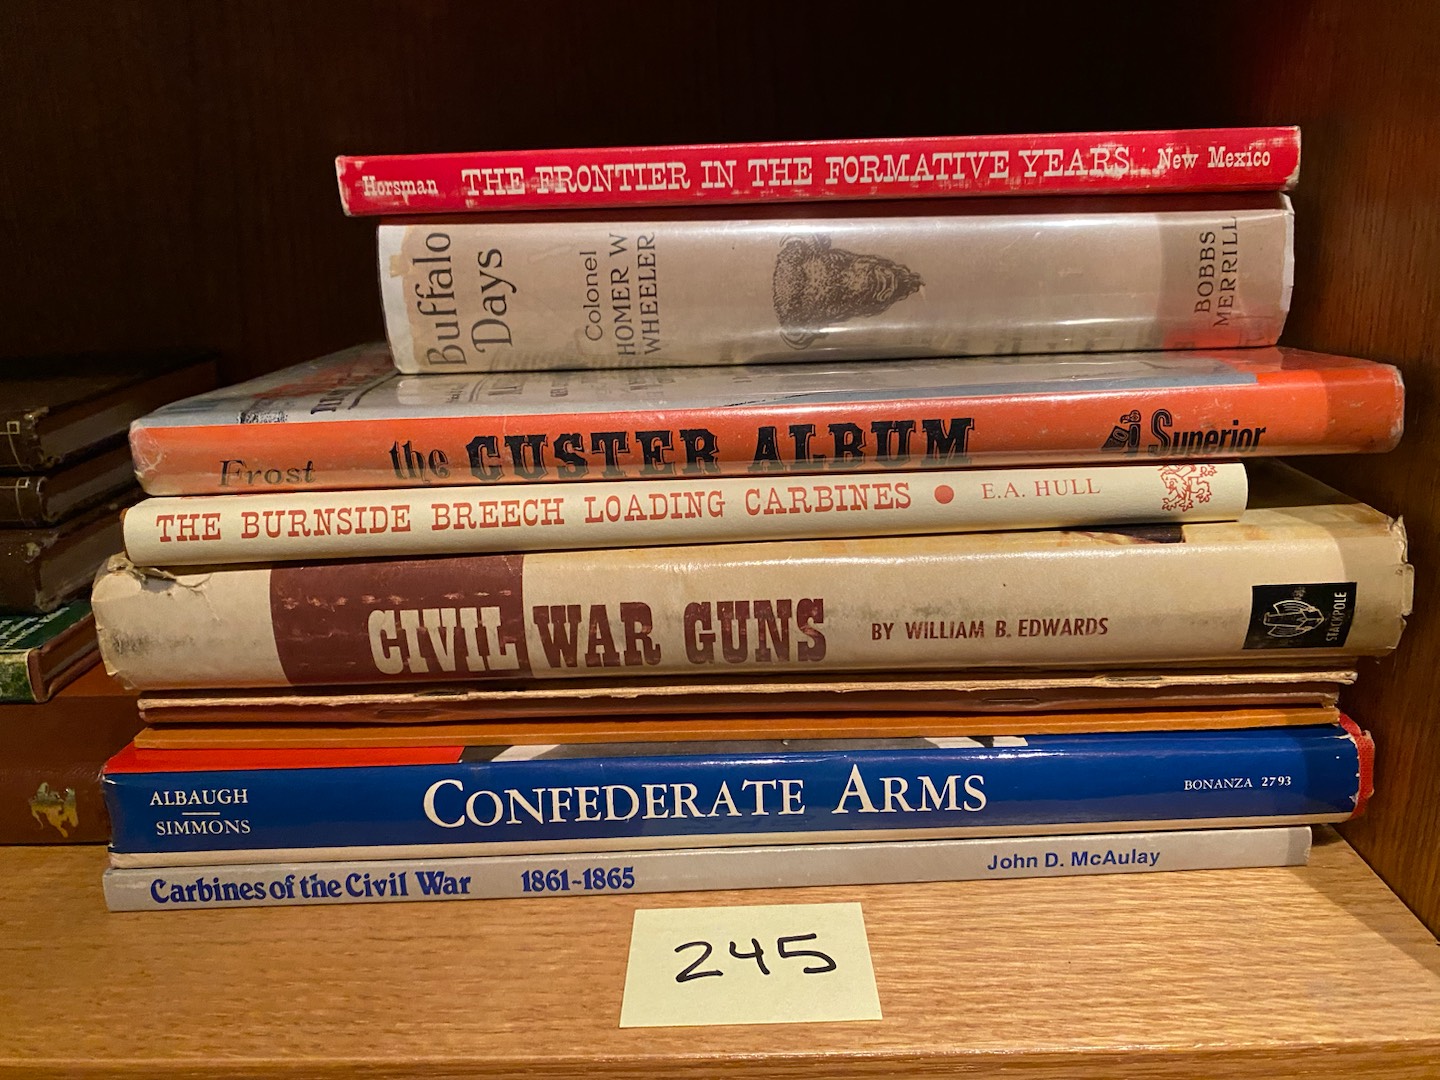 Horsman THE FRONTIER IN THE FORMATIVE YEARS New Mexico
Buffalo
Days
Colonel
HOMER W
WHEELER
BOBBS
MERRILL
Frost the CUSTER ALBUM Superior
THE BURNSIDE BREECH LOADING CARBINES • E.A. HULL
CIVIL WAR GUNS BY WILLIAM B. EDWARDS STACKPOLE
ALBAUGH
SIMMONS
CONFEDERATE ARMS BONANZA 2793
Carbines of the Civil War 1861-1865 John D. McAulay
245